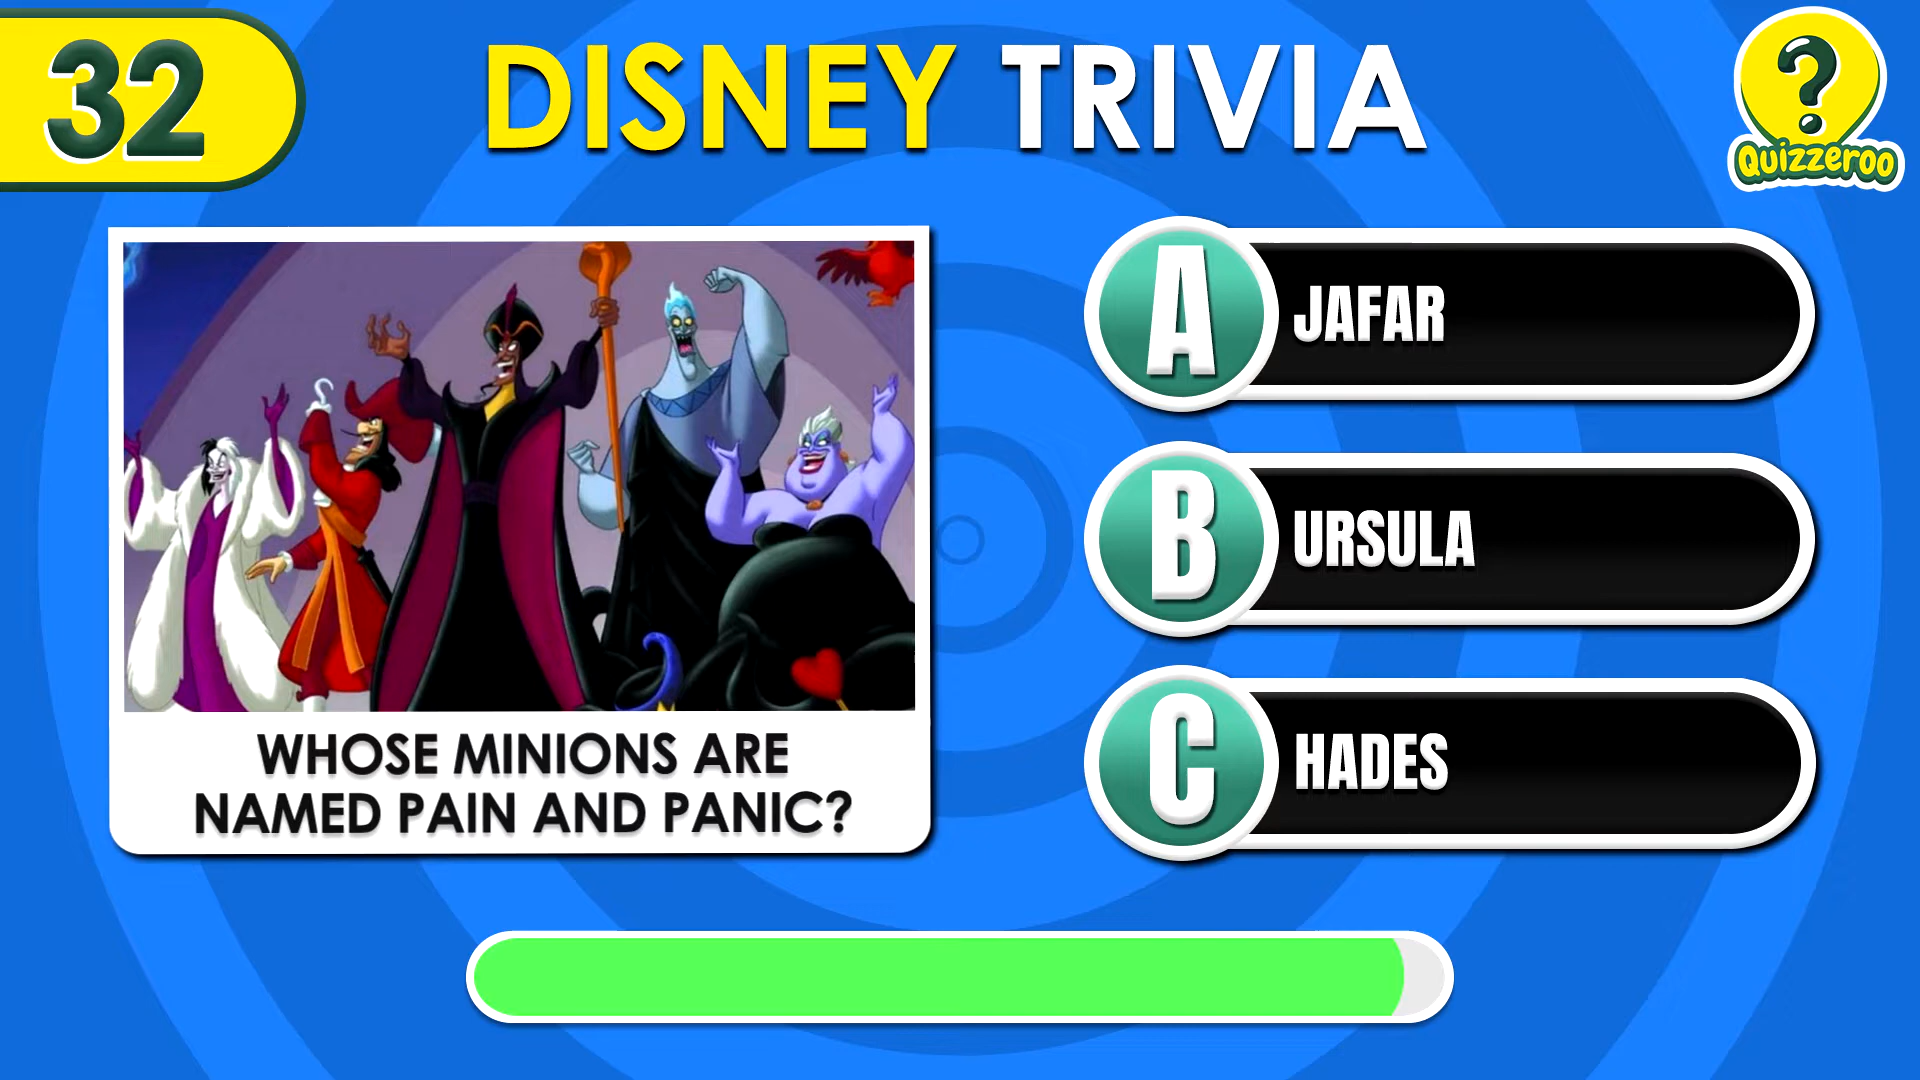 32
DISNEY TRIVIA
?
Quizzeroo
WHOSE MINIONS ARE
NAMED PAIN AND PANIC?
A JAFAR
B URSULA
C HADES